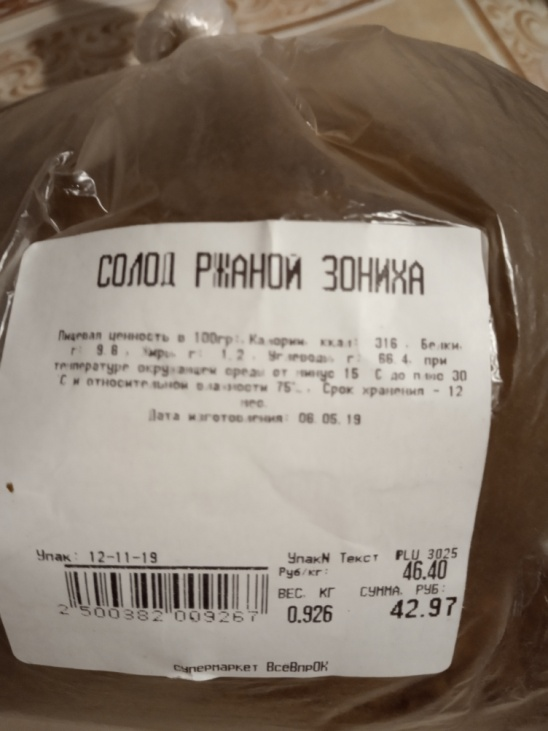 СОЛОД РЖАНОЙ ЗОНИХА
Пищевая ценность в 100гр: Калории, ккал: 316 . Белки,
г: 9.8 , Жиры, г: 1.2 , Углеводы, г: 66.4, при
температуре окружающей среды от минус 15 С до плюс 30
С и относительной влажности 75%. . Срок хранения - 12
мес.
Дата изготовления: 06.05.19
Упак: 12-11-19
УпакN Текст PLU 3025
Руб/кг: 46.40
ВЕС, КГ СУММА, РУБ:
0.926 42.97
2 500382 009267
супермаркет ВсеВпрОК